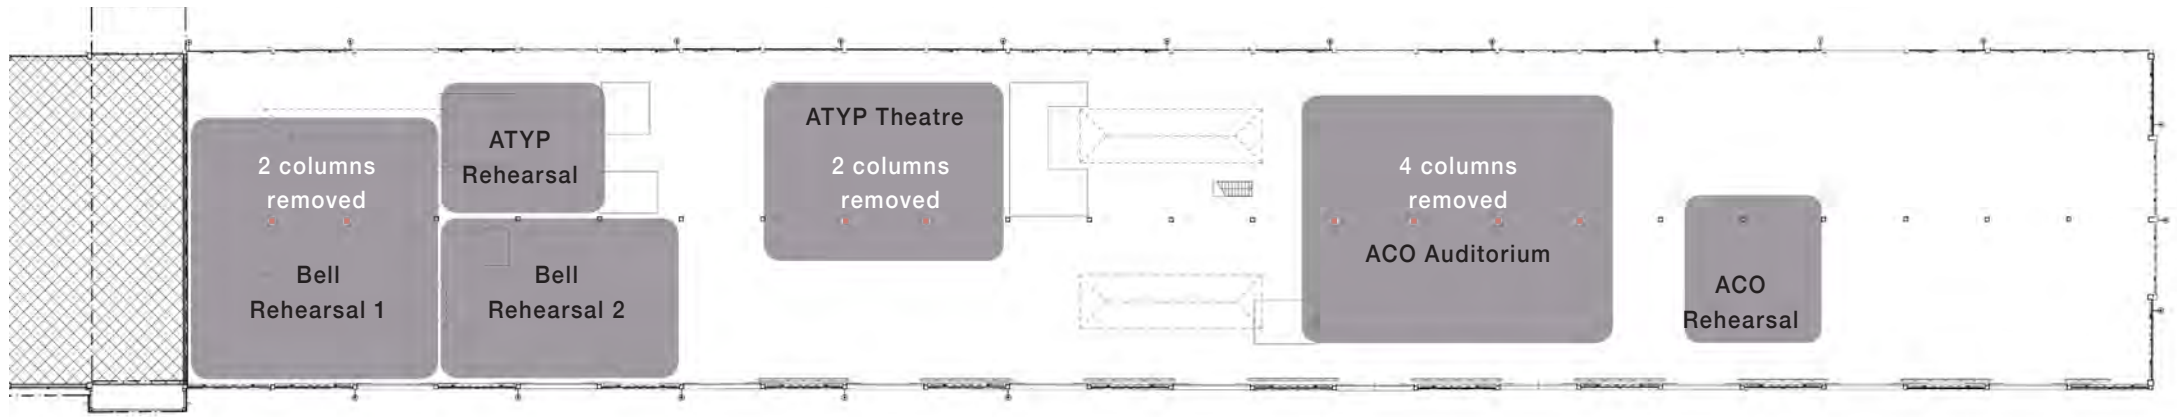 2 columns
removed
Bell
Rehearsal 1
ATYP
Rehearsal
Bell
Rehearsal 2
ATYP Theatre
2 columns
removed
4 columns
removed
ACO Auditorium
ACO
Rehearsal